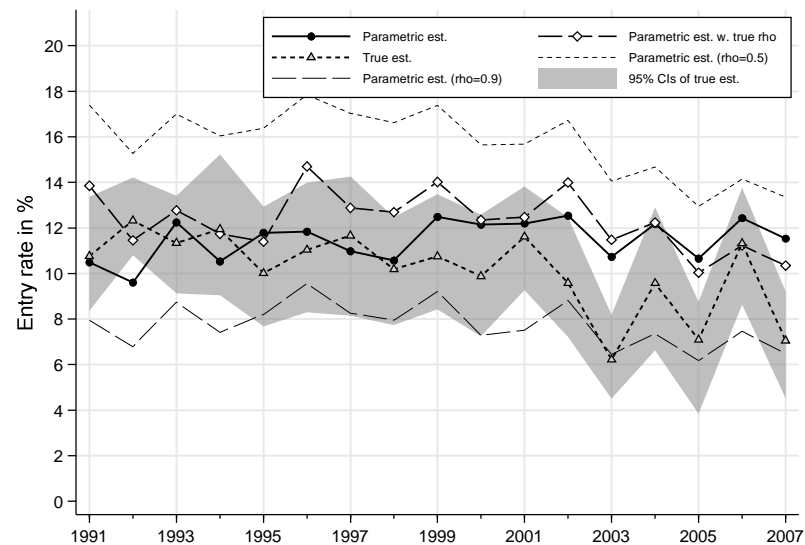 Parametric est.
Parametric est. w. true rho
True est.
Parametric est. (rho=0.5)
Parametric est. (rho=0.9)
95% CIs of true est.
Entry rate in %
20
18
16
14
12
10
8
6
4
2
0
1991 1993 1995 1997 1999 2001 2003 2005 2007